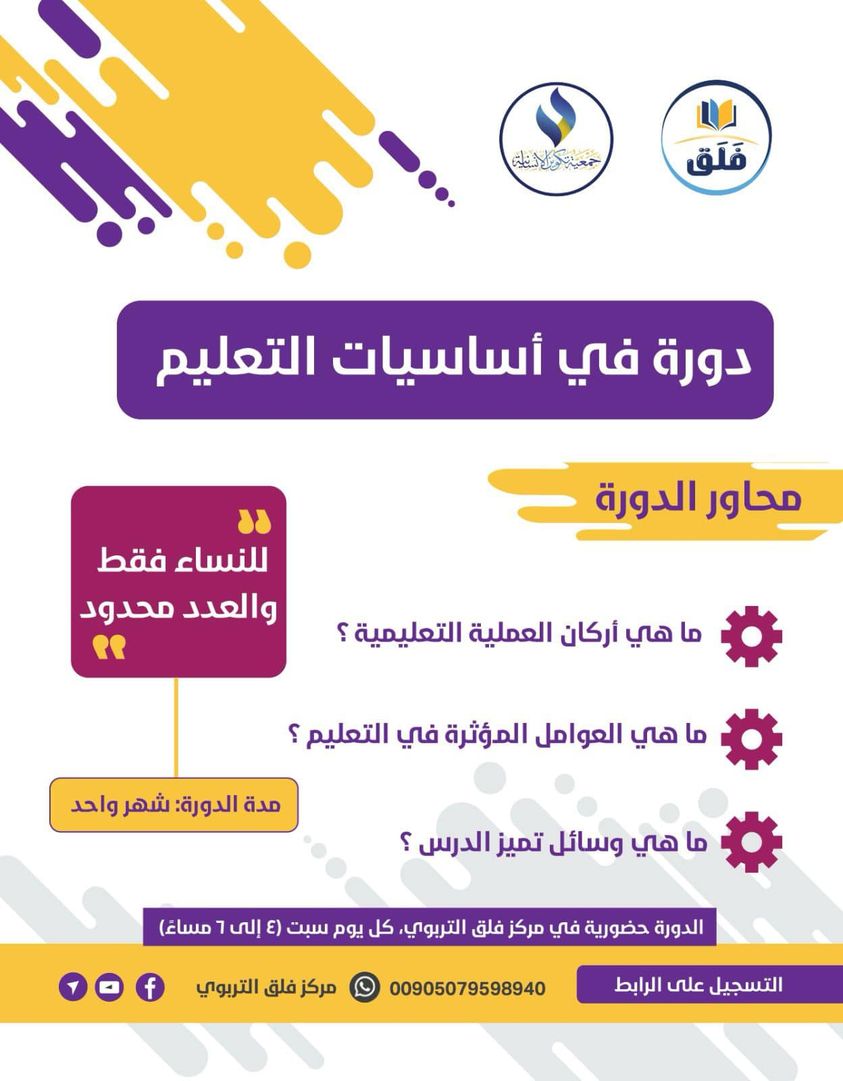 فلق
جمعية تكوين الإنسانية
دورة في أساسيات التعليم
محاور الدورة
للنساء فقط
والعدد محدود
ما هي أركان العملية التعليمية ؟
ما هي العوامل المؤثرة في التعليم ؟
مدة الدورة: شهر واحد
ما هي وسائل تميز الدرس ؟
الدورة حضورية في مركز فلق التربوي، كل يوم سبت (٤ إلى ٦ مساءً)
التسجيل على الرابط
00905079598940
مركز فلق التربوي